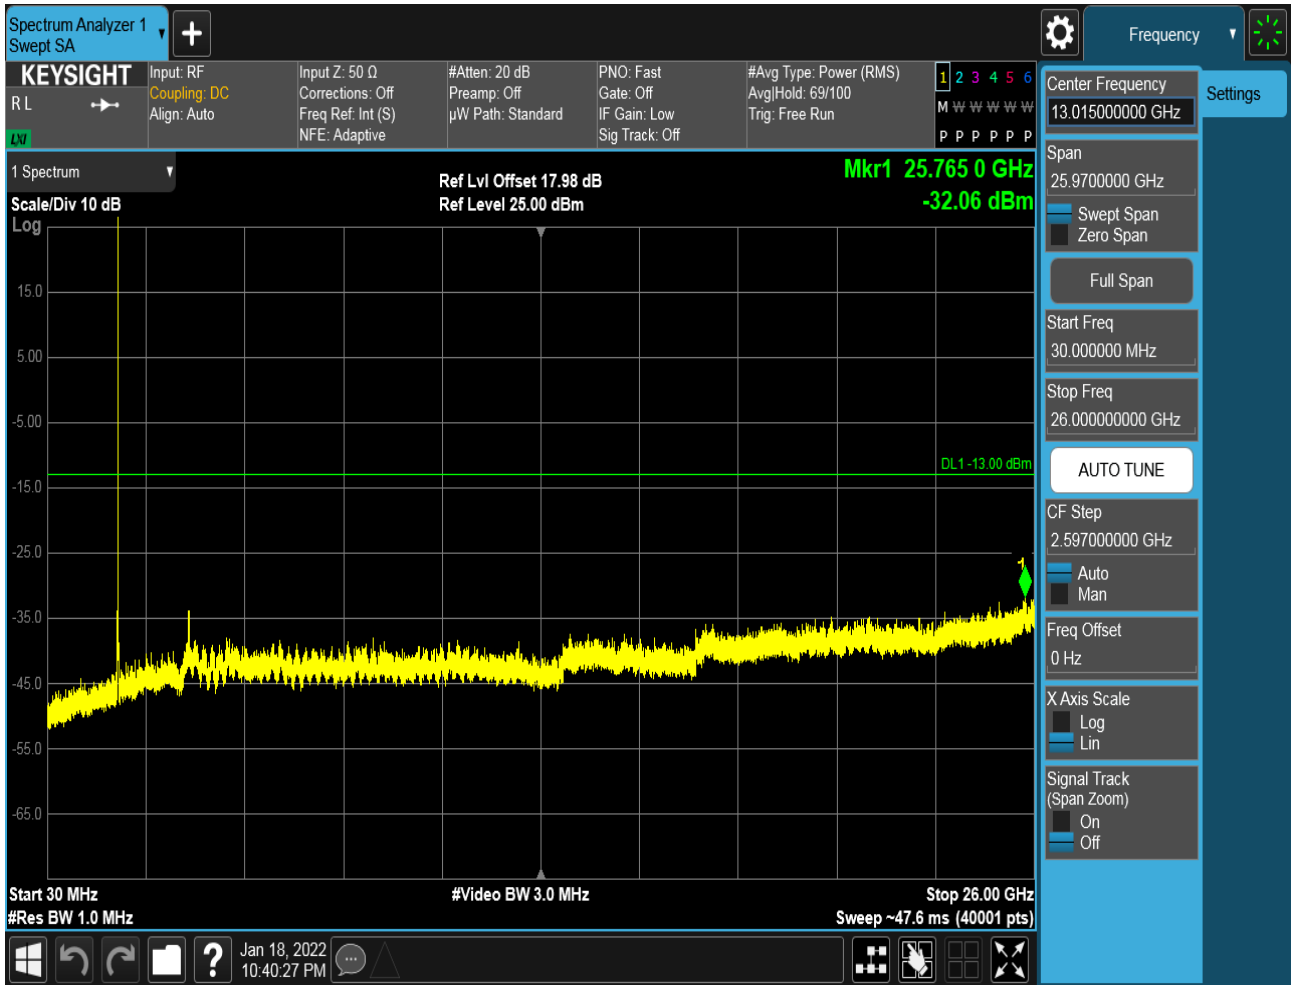 Spectrum Analyzer 1
Swept SA
Frequency
KEYSIGHT
R L
LXI
Input: RF
Coupling: DC
Align: Auto
Input Z: 50 Ω
Corrections: Off
Freq Ref: Int (S)
NFE: Adaptive
#Atten: 20 dB
Preamp: Off
µW Path: Standard
PNO: Fast
Gate: Off
IF Gain: Low
Sig Track: Off
#Avg Type: Power (RMS)
Avg|Hold: 69/100
Trig: Free Run
1 2 3 4 5 6
M W W W W W
P P P P P P
1 Spectrum
Scale/Div 10 dB
Log
Ref Lvl Offset 17.98 dB
Ref Level 25.00 dBm
Mkr1 25.765 0 GHz
-32.06 dBm
15.0
5.00
-5.00
-15.0
-25.0
-35.0
-45.0
-55.0
-65.0
DL1 -13.00 dBm
1
Start 30 MHz
#Res BW 1.0 MHz
#Video BW 3.0 MHz
Stop 26.00 GHz
Sweep ~47.6 ms (40001 pts)
Jan 18, 2022
10:40:27 PM
?
Center Frequency
13.015000000 GHz
Settings
Span
25.9700000 GHz
Swept Span
Zero Span
Full Span
Start Freq
30.000000 MHz
Stop Freq
26.000000000 GHz
AUTO TUNE
CF Step
2.597000000 GHz
Auto
Man
Freq Offset
0 Hz
X Axis Scale
Log
Lin
Signal Track
(Span Zoom)
On
Off